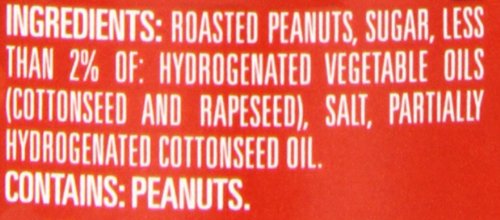 INGREDIENTS: ROASTED PEANUTS, SUGAR, LESS
THAN 2% OF: HYDROGENATED VEGETABLE OILS
(COTTONSEED AND RAPESEED), SALT, PARTIALLY
HYDROGENATED COTTONSEED OIL.
CONTAINS: PEANUTS.